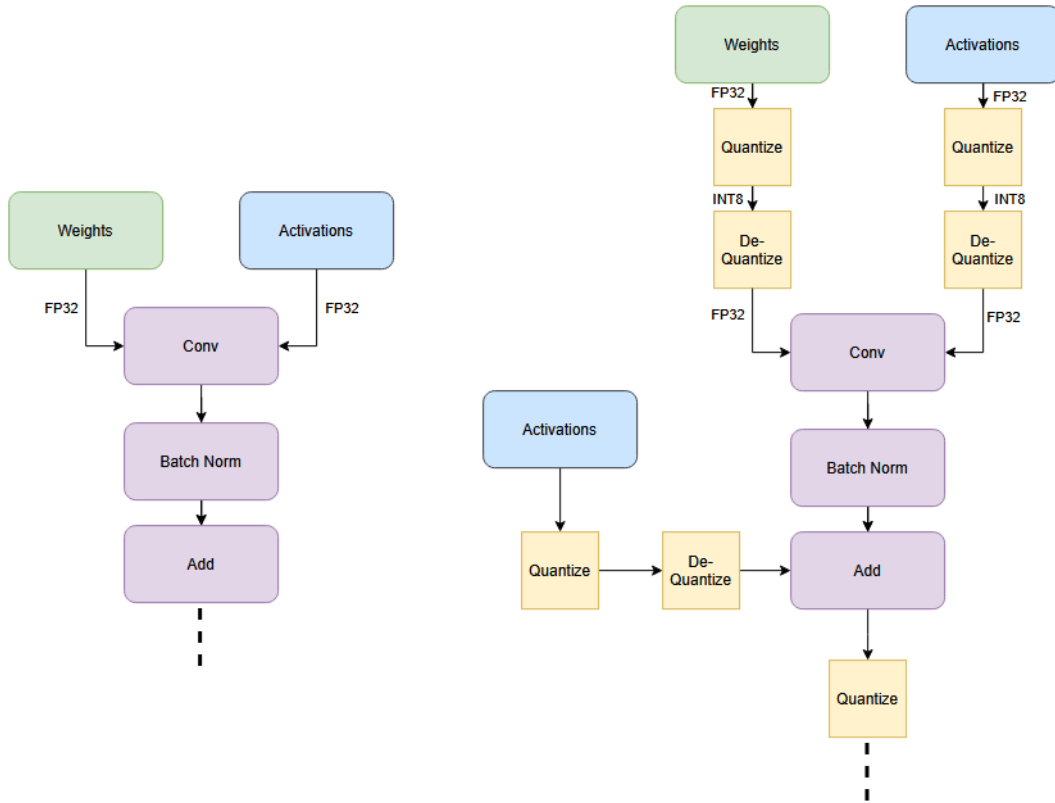 Weights
Activations
FP32
FP32
Conv
Batch Norm
Add
Weights
Activations
FP32
FP32
Quantize
Quantize
INT8
INT8
De-
Quantize
De-
Quantize
FP32
FP32
Conv
Activations
Batch Norm
Quantize
De-
Quantize
Add
Quantize